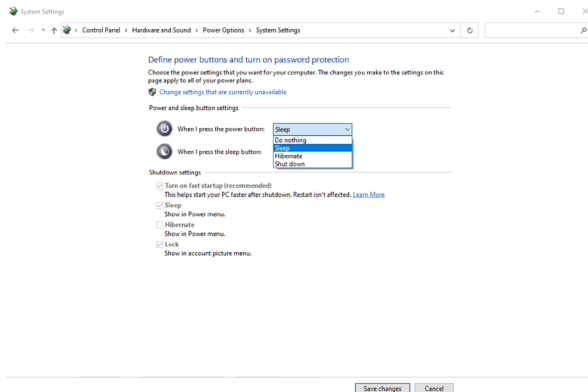 System Settings
Control Panel > Hardware and Sound > Power Options > System Settings
Define power buttons and turn on password protection
Choose the power settings that you want for your computer. The changes you make to the settings on this
page apply to all of your power plans.
Change settings that are currently unavailable
Power and sleep button settings
When I press the power button: Sleep
Do nothing
Sleep
When I press the sleep button:
Hibernate
Shut down
Shutdown settings
Turn on fast startup (recommended)
This helps start your PC faster after shutdown. Restart isn't affected. Learn More
Sleep
Show in Power menu.
Hibernate
Show in Power menu.
Lock
Show in account picture menu.
Save changes Cancel